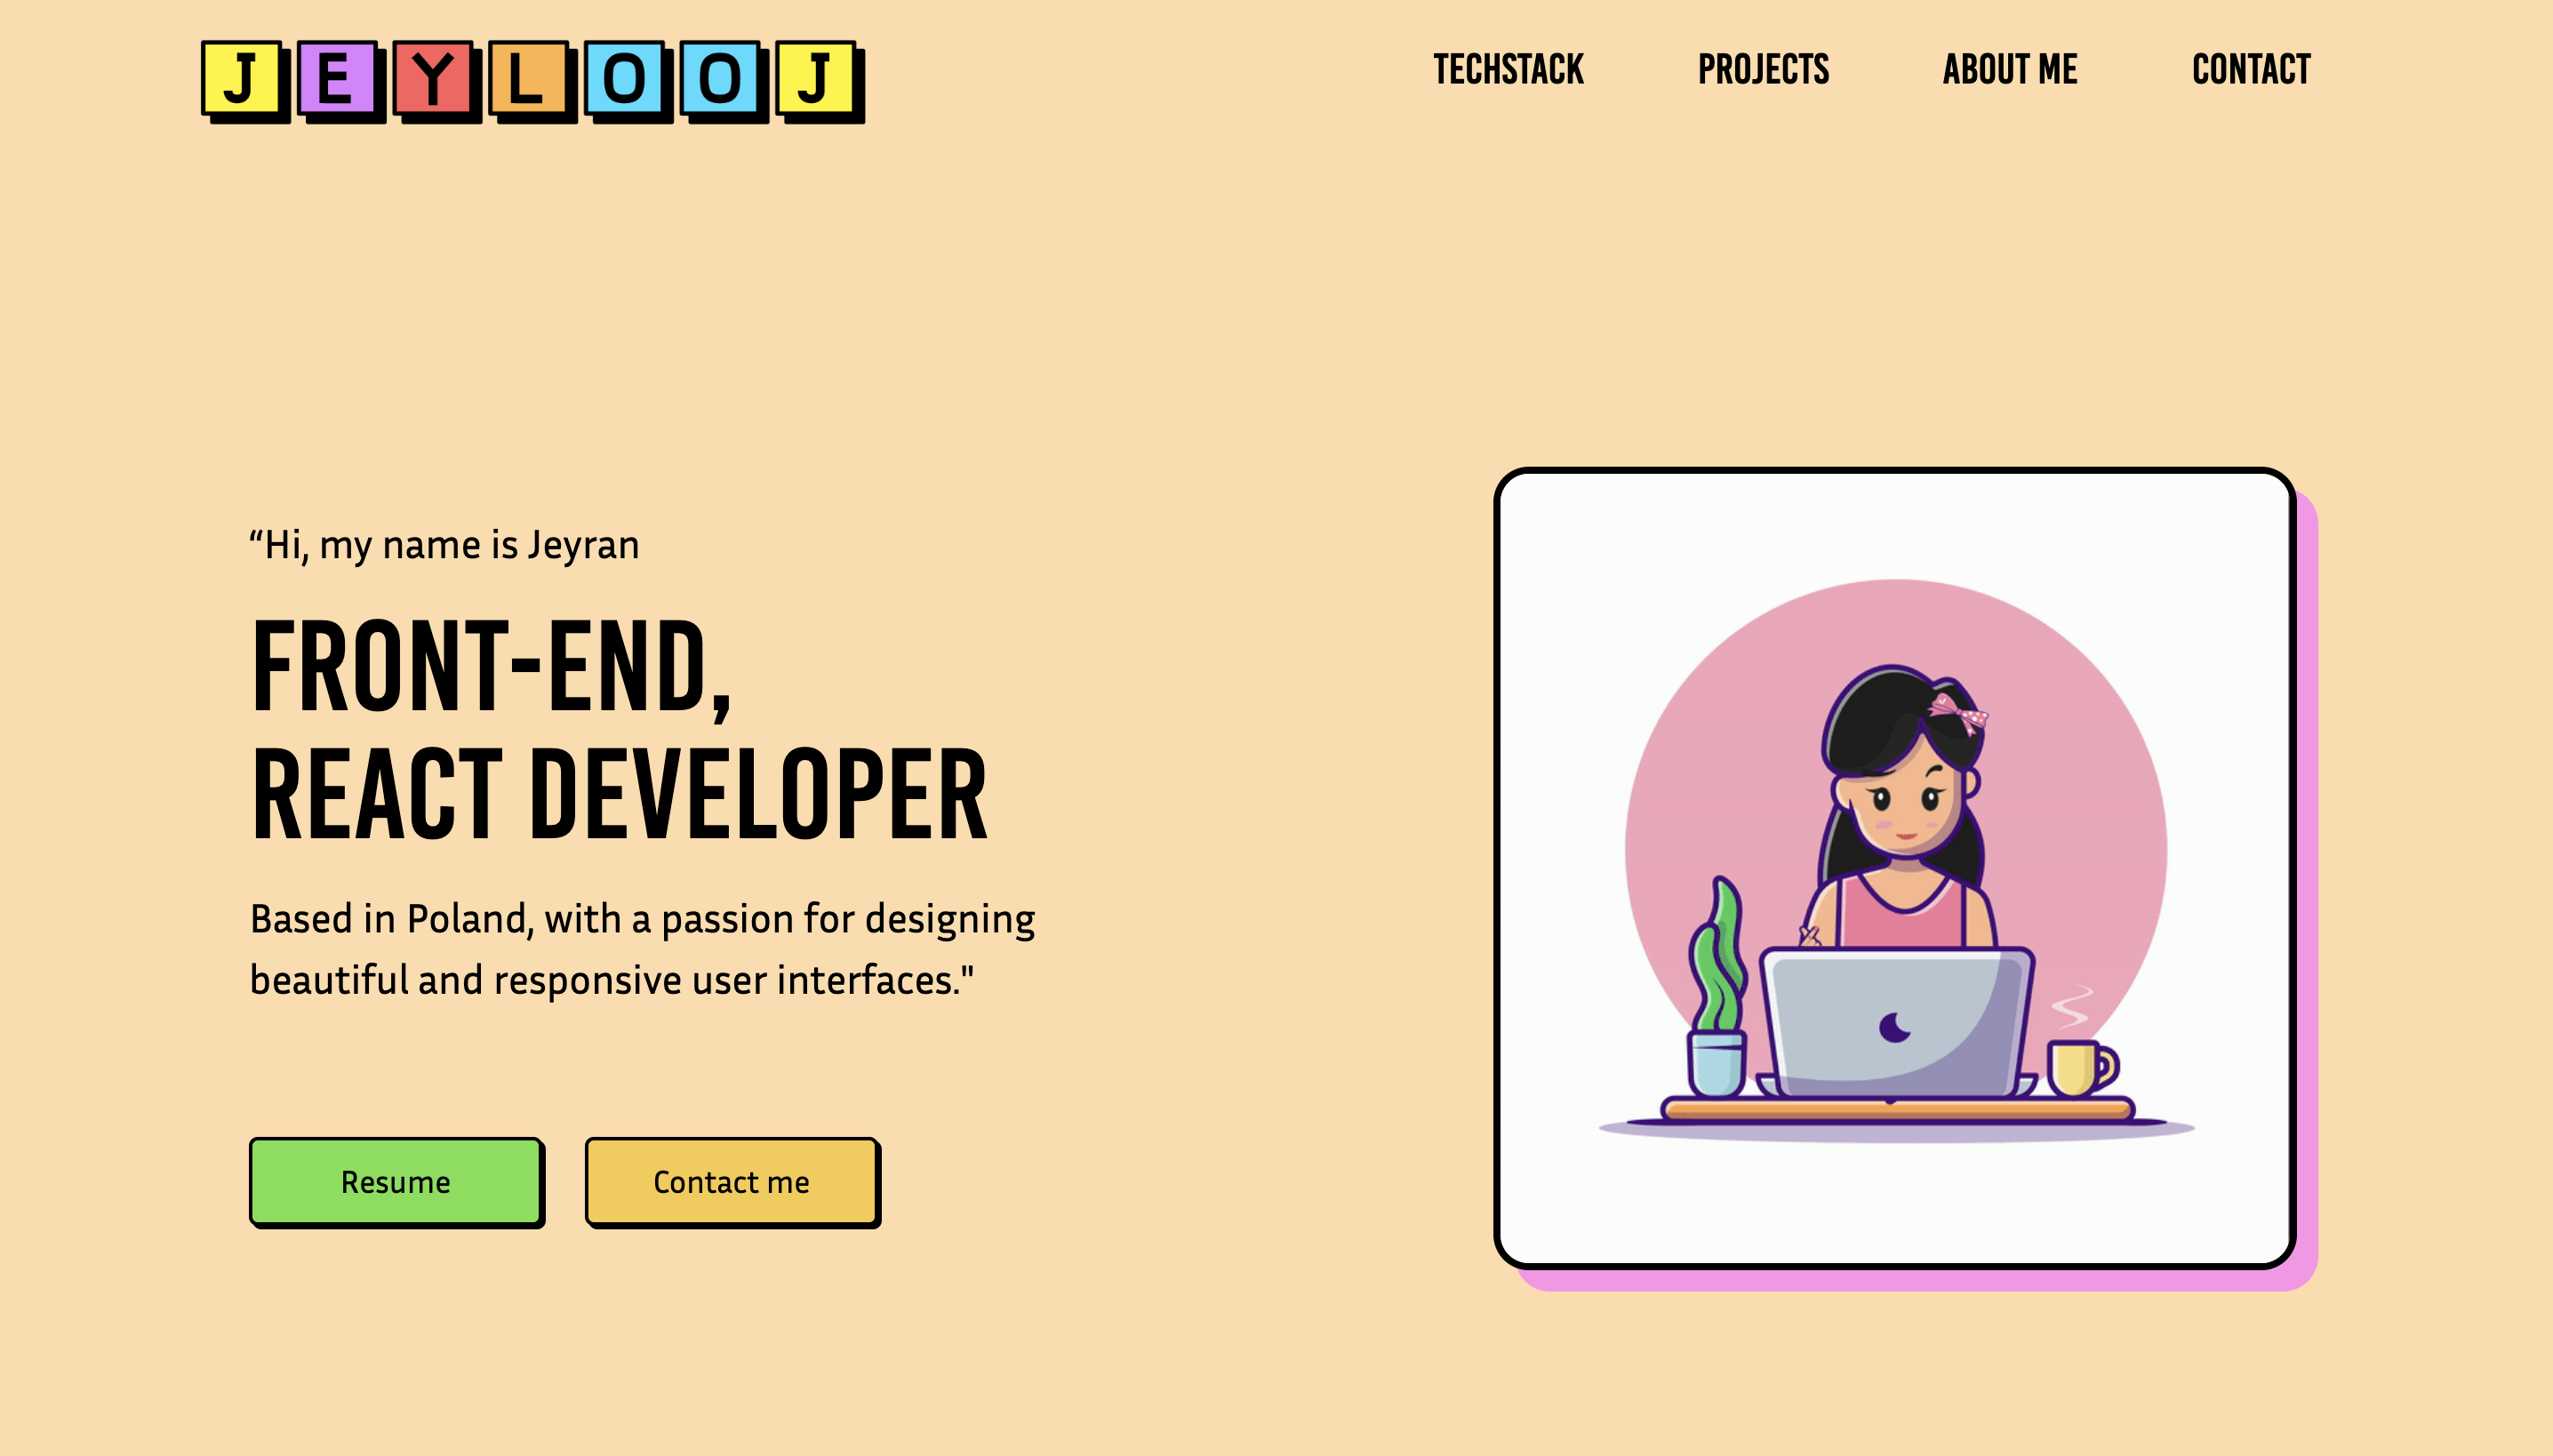 JEYLOOJ
TECHSTACK PROJECTS ABOUT ME CONTACT
“Hi, my name is Jeyran
FRONT-END,
REACT DEVELOPER
Based in Poland, with a passion for designing
beautiful and responsive user interfaces."
Resume Contact me